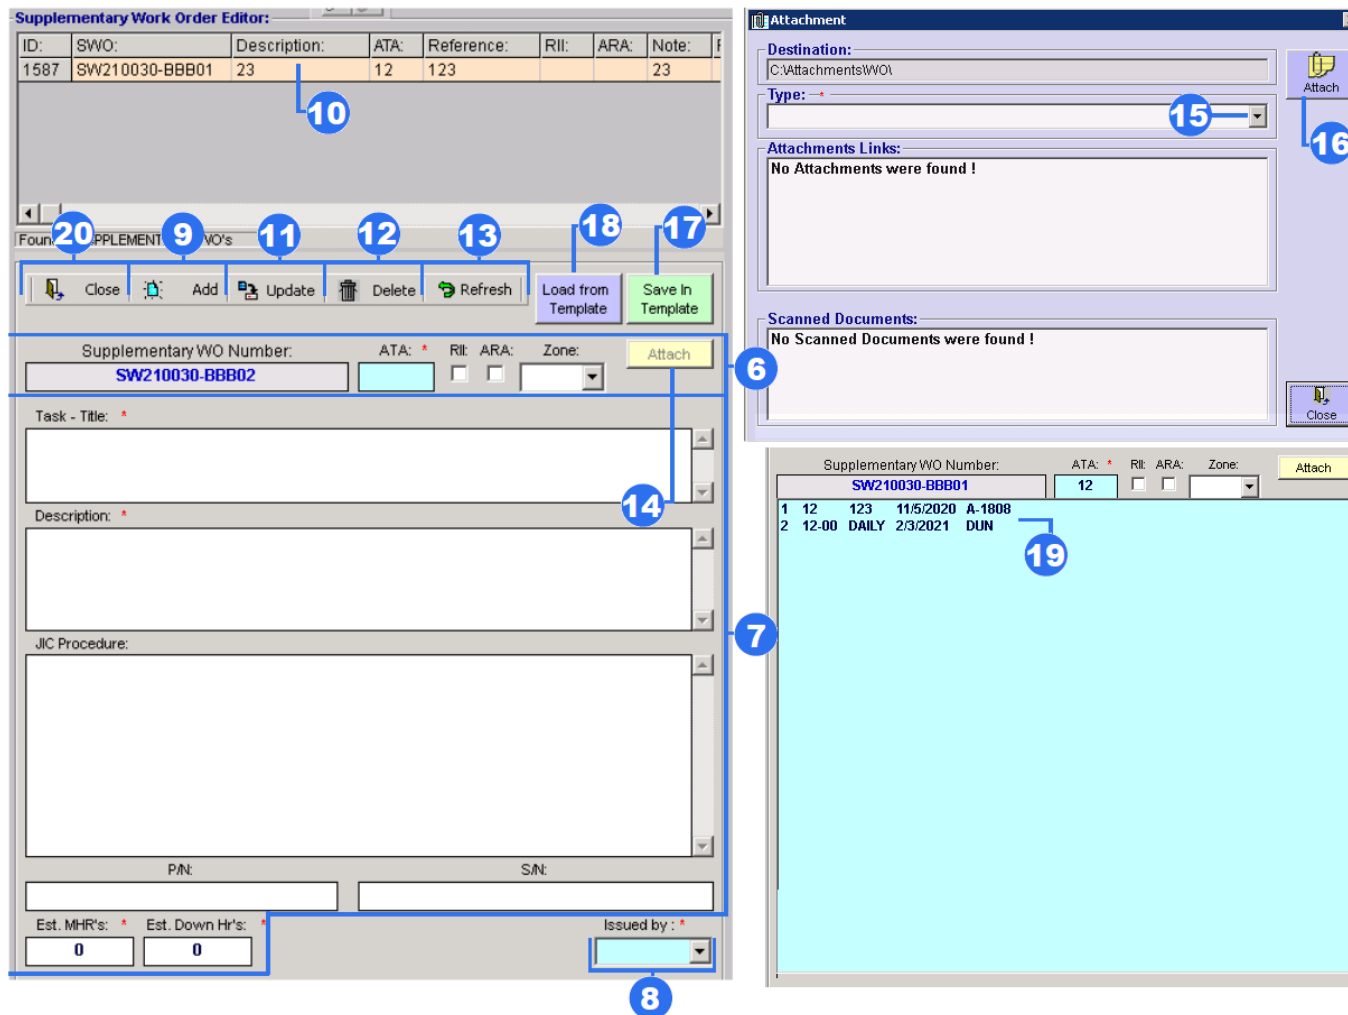 Supplementary Work Order Editor:
ID: SWO: Description: ATA: Reference: RII: ARA: Note:
1587 SW210030-BBB01 23 12 123 23
10
20 9 11 12 13 18 17
Close Add Update Delete Refresh
Load from Template
Save In Template
Supplementary WO Number: ATA: * RII: ARA: Zone:
SW210030-BBB02
Attach
6
Task - Title: *
14
Description: *
7
JIC Procedure:
P/N: S/N:
Est. MHR's: * Est. Down Hr's: * Issued by : *
0 0
8
Attachment
Destination:
C:\Attachments\WO\
Attach
Type: *
15
16
Attachments Links:
No Attachments were found !
Scanned Documents:
No Scanned Documents were found !
Close
Supplementary WO Number: ATA: * RII: ARA: Zone:
SW210030-BBB01 12
Attach
1 12 123 11/5/2020 A-1808
2 12-00 DAILY 2/3/2021 DUN
19